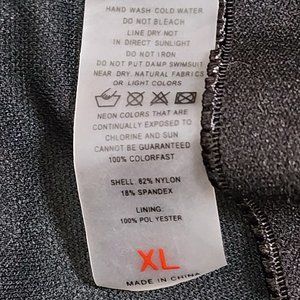 HAND WASH COLD WATER
DO NOT BLEACH
LINE DRY NOT
IN DIRECT SUNLIGHT
DO NOT IRON
DO NOT PUT DAMP SWIMSUIT
NEAR DRY, NATURAL FABRICS
OR LIGHT COLORS
NEON COLORS THAT ARE
CONTINUALLY EXPOSED TO
CHLORINE AND SUN
CANNOT BE GUARANTEED
100% COLORFAST
SHELL: 82% NYLON
18% SPANDEX
LINING:
100% POLYESTER
XL
MADE IN CHINA